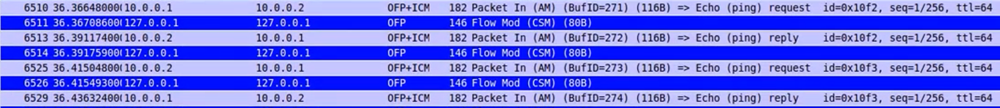 6510 36.366480000 10.0.0.1 10.0.0.2 OFP+ICM 182 Packet In (AM) (BufID=271) (116B) => Echo (ping) request id=0x10f2, seq=1/256, ttl=64
6511 36.367086000 127.0.0.1 127.0.0.1 OFP 146 Flow Mod (CSM) (80B)
6513 36.391174000 10.0.0.2 10.0.0.1 OFP+ICM 182 Packet In (AM) (BufID=272) (116B) => Echo (ping) reply id=0x10f2, seq=1/256, ttl=64
6514 36.391759000 127.0.0.1 127.0.0.1 OFP 146 Flow Mod (CSM) (80B)
6525 36.415048000 10.0.0.2 10.0.0.1 OFP+ICM 182 Packet In (AM) (BufID=273) (116B) => Echo (ping) request id=0x10f3, seq=1/256, ttl=64
6526 36.415493000 127.0.0.1 127.0.0.1 OFP 146 Flow Mod (CSM) (80B)
6529 36.436324000 10.0.0.1 10.0.0.2 OFP+ICM 182 Packet In (AM) (BufID=274) (116B) => Echo (ping) reply id=0x10f3, seq=1/256, ttl=64